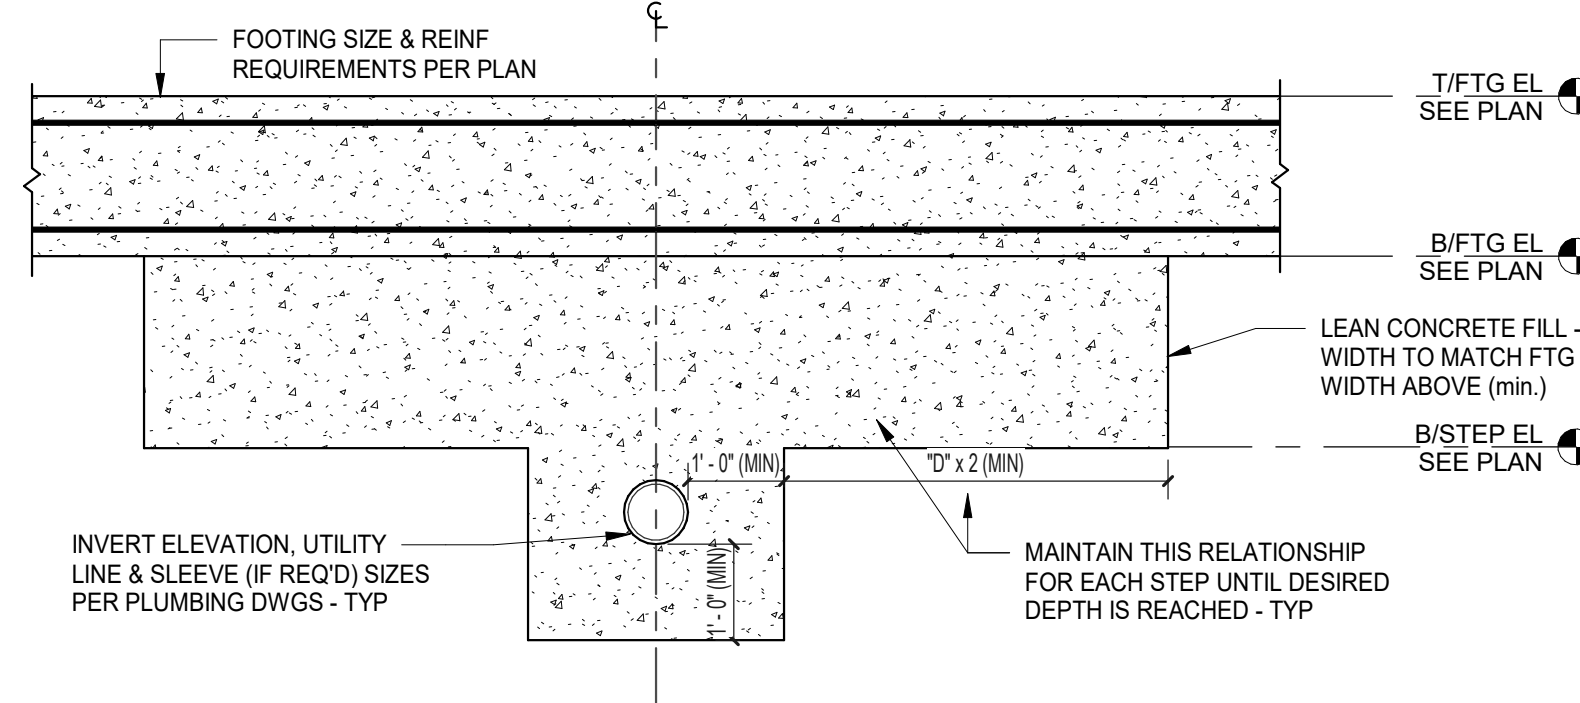 ℄
FOOTING SIZE & REINF
REQUIREMENTS PER PLAN
T/FTG EL
SEE PLAN
B/FTG EL
SEE PLAN
LEAN CONCRETE FILL -
WIDTH TO MATCH FTG
WIDTH ABOVE (min.)
B/STEP EL
SEE PLAN
1' - 0" (MIN)
"D" x 2 (MIN)
INVERT ELEVATION, UTILITY
LINE & SLEEVE (IF REQ'D) SIZES
PER PLUMBING DWGS - TYP
1' - 0" (MIN)
MAINTAIN THIS RELATIONSHIP
FOR EACH STEP UNTIL DESIRED
DEPTH IS REACHED - TYP